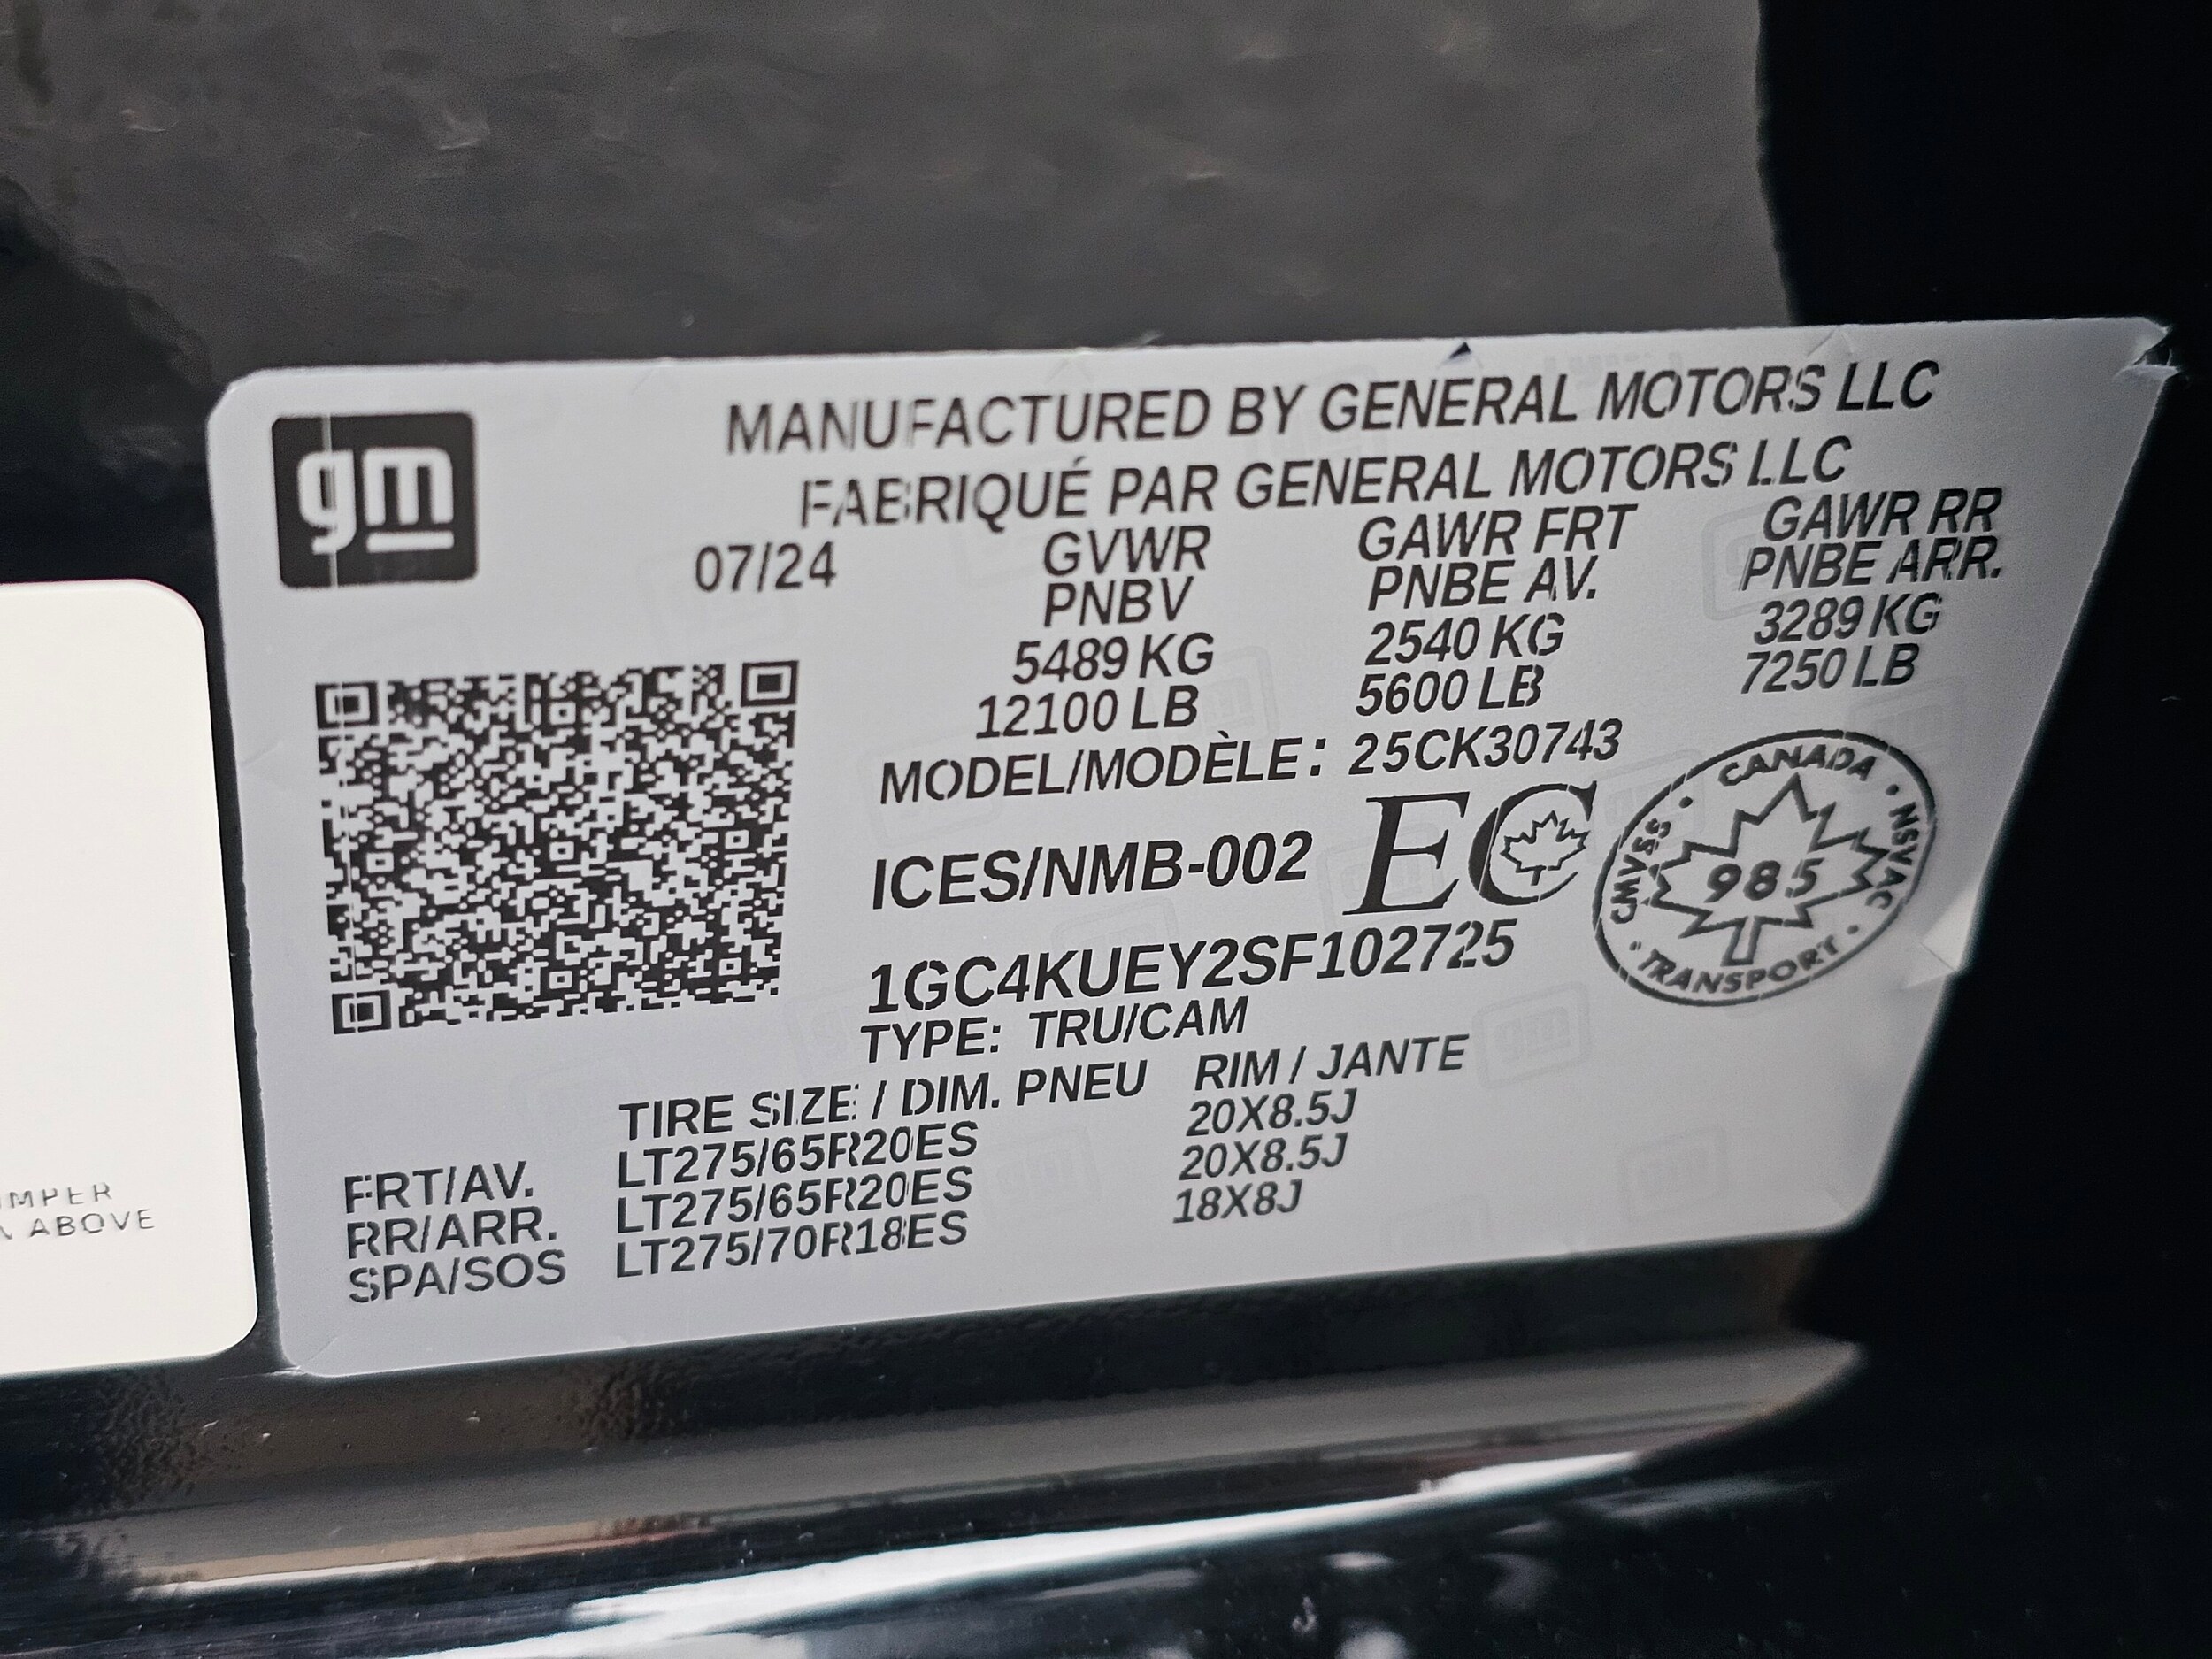 gm
MANUFACTURED BY GENERAL MOTORS LLC
FABRIQUÉ PAR GENERAL MOTORS LLC
07/24
GVWR GAWR FRT GAWR RR
PNBV PNBE AV. PNBE ARR.
5489 KG 2540 KG 3289 KG
12100 LB 5600 LB 7250 LB
MODEL/MODÈLE: 25CK30743
ICES/NMB-002 EC
CANADA • NSVAC • TRANSPORT • CMVSS •
985
1GC4KUEY2SF102725
TYPE: TRU/CAM
TIRE SIZE / DIM. PNEU RIM / JANTE
FRT/AV. LT275/65R20ES 20X8.5J
RR/ARR. LT275/65R20ES 20X8.5J
SPA/SOS LT275/70R18ES 18X8J
ABOVE